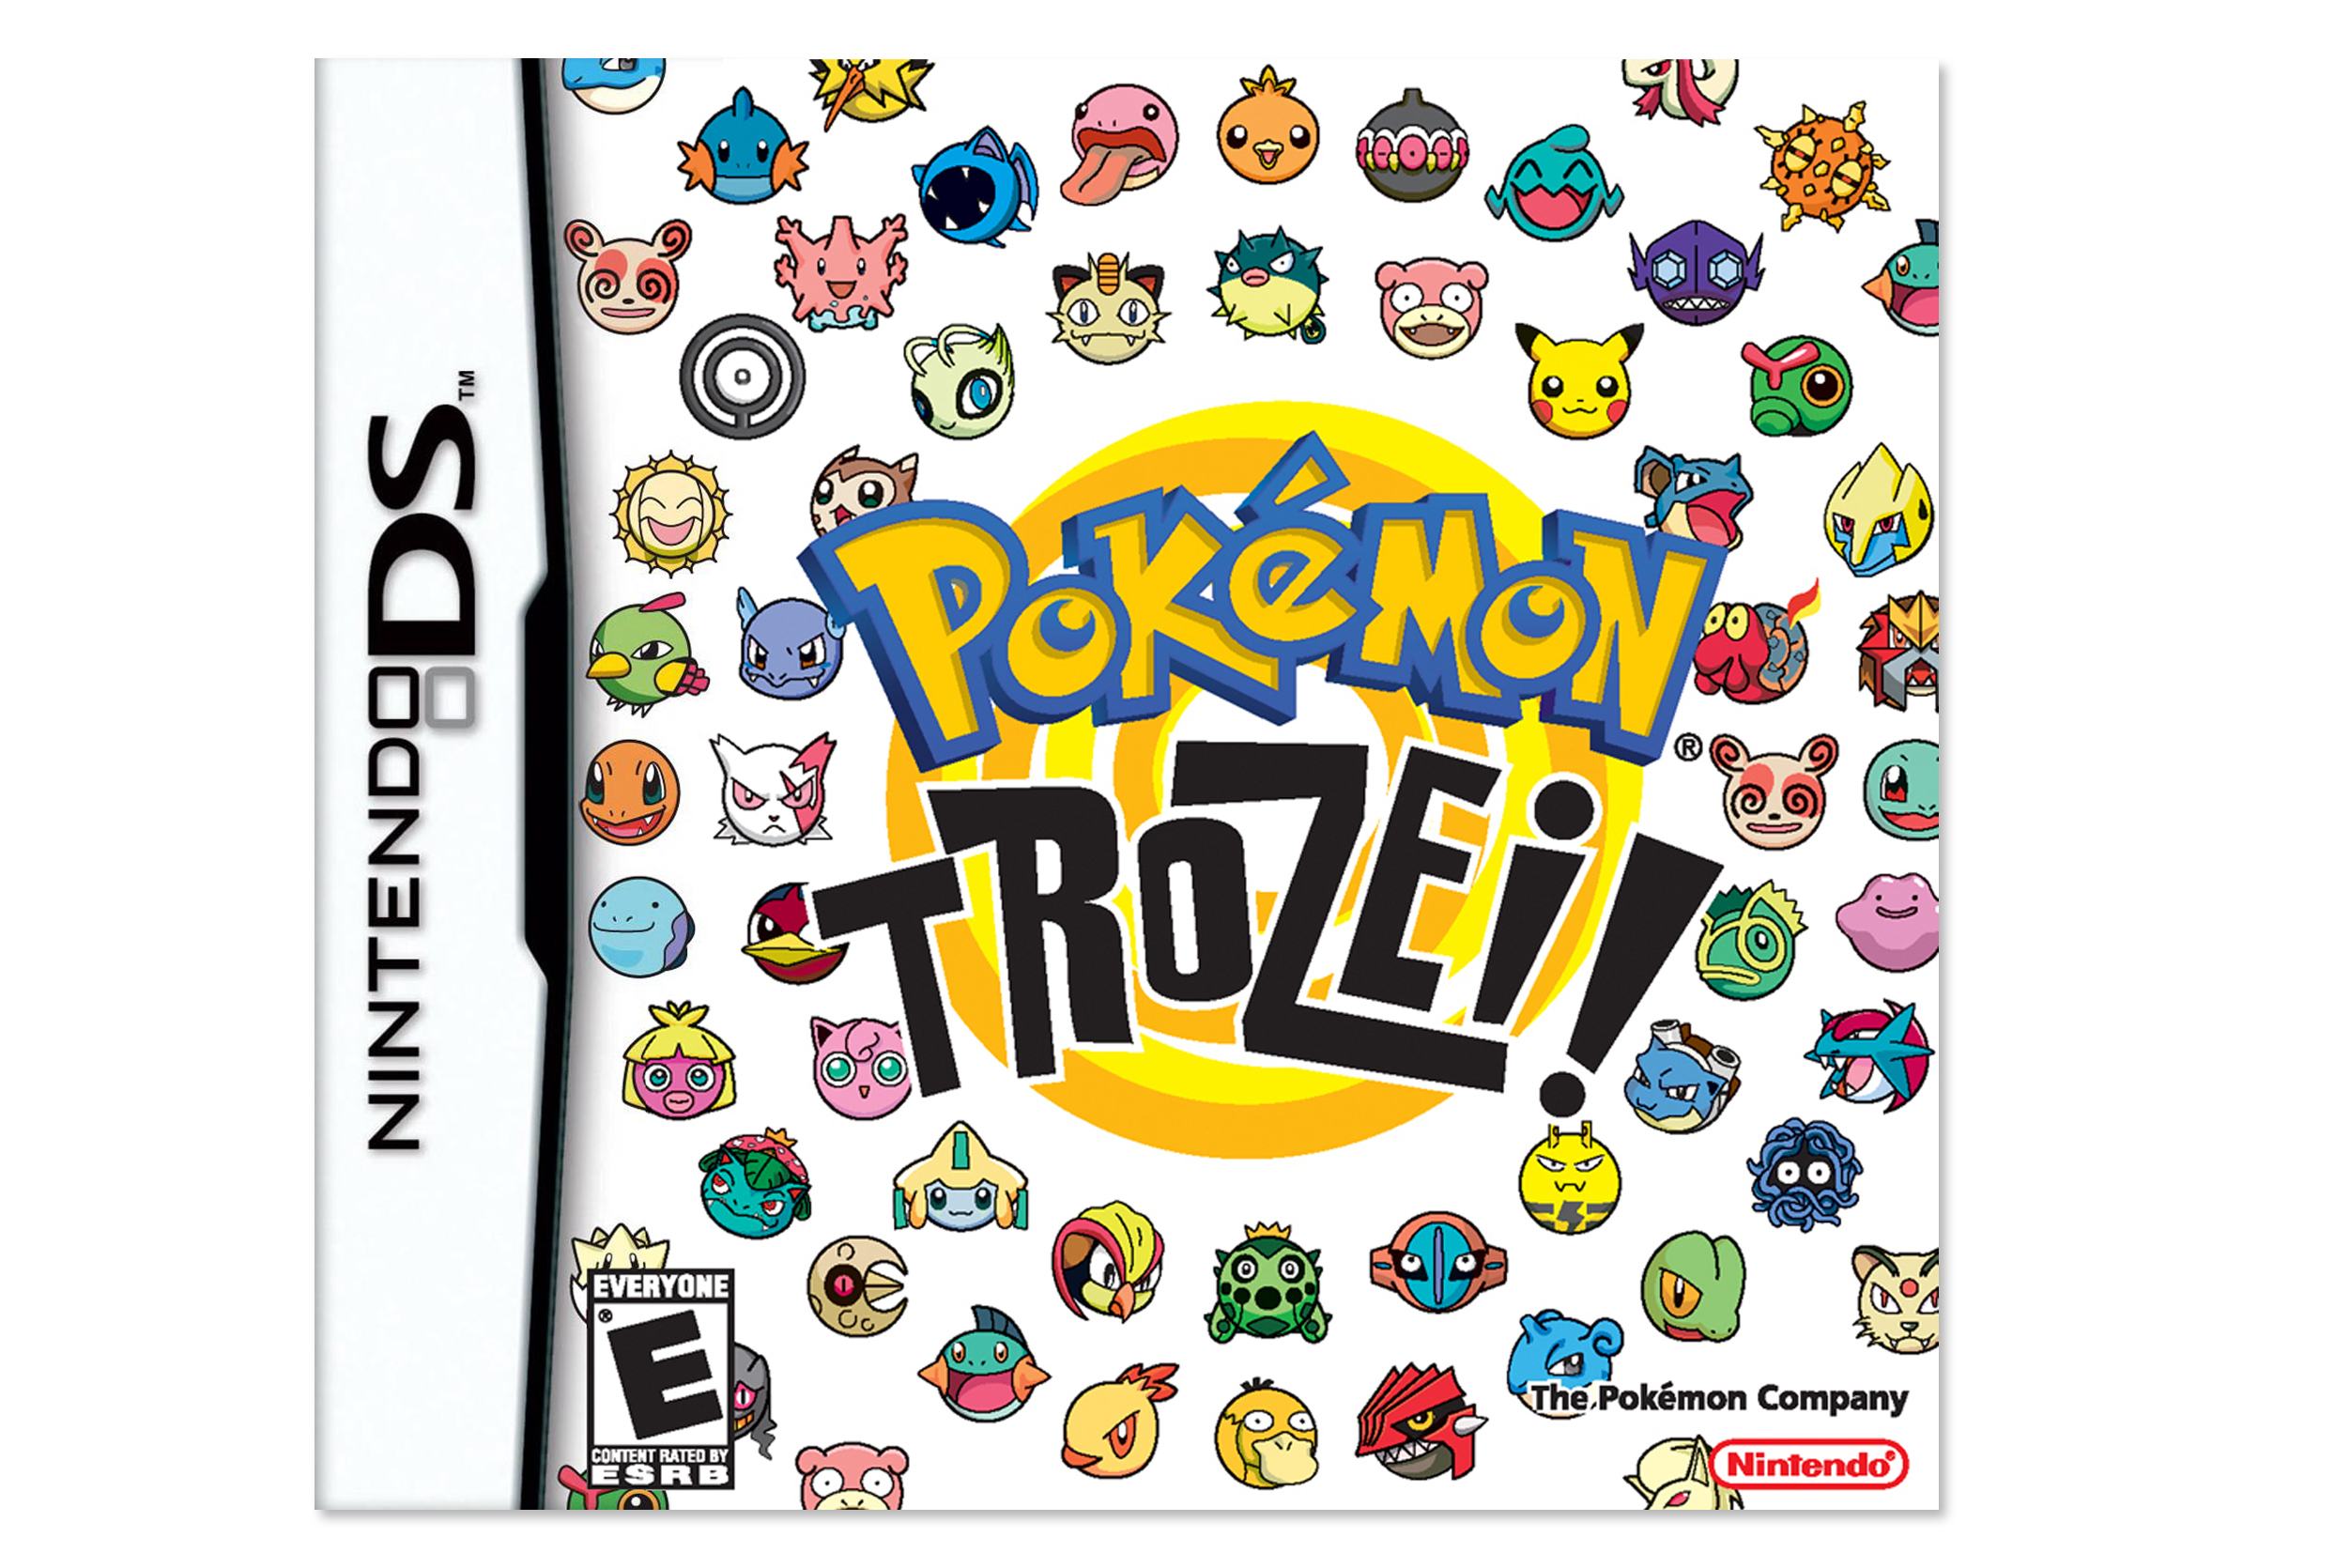 NINTENDO DS™
POKéMON®
TROZEi!
EVERYONE
E®
CONTENT RATED BY
ESRB
The Pokémon Company
Nintendo®